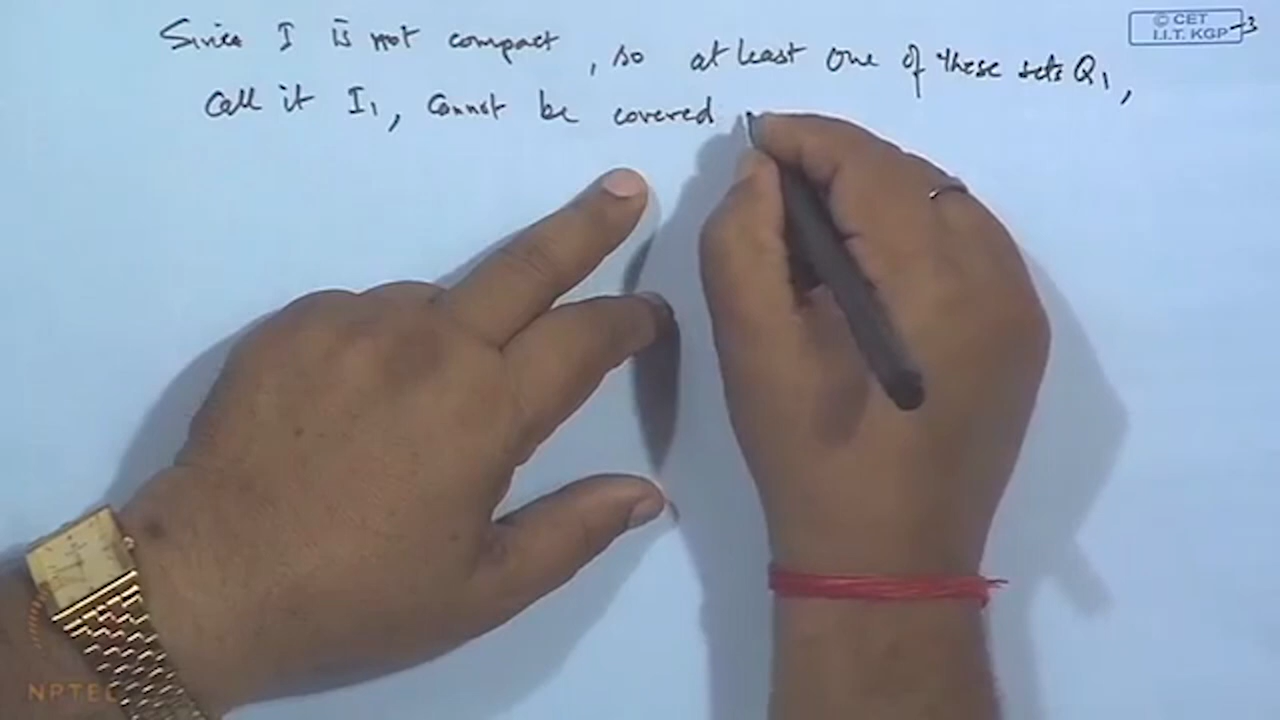 Since I is not compact, so at least one of these sets Q1,
call it I1, cannot be covered
© CET
I.I.T. KGP
3
NPTEL